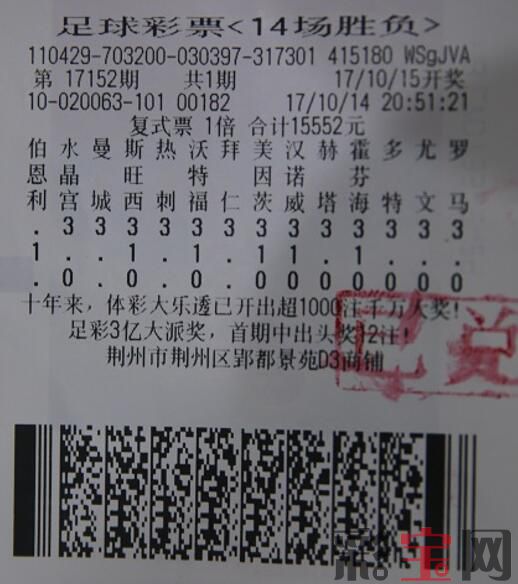 足球彩票<14场胜负>
110429-703200-030397-317301 415180 WSgJVA
第 17152期 共1期 17/10/15开奖
10-020063-101 00182 17/10/14 20:51:21
复式票 1倍 合计15552元
伯 水 曼 斯 热 沃 拜 美 汉 赫 霍 多 尤 罗
恩 晶 旺 特 因 诺 芬
利 宫 城 西 刺 福 仁 茨 威 塔 海 特 文 马
. 3 3 3 3 3 3 3 3 3 3 3 3 3
1 . . 1 . 1 . 1 1 . 1 . . .
. 0 . 0 . 0 . 0 0 0 0 0 0 0
十年来，体彩大乐透已开出超1000注千万大奖!
足彩3亿大派奖，首期中出头奖12注!
荆州市荆州区郢都景苑D3商铺
已兑
彩宝网